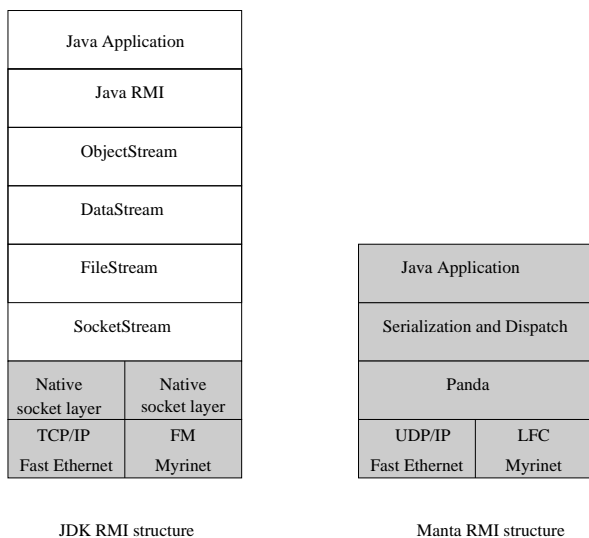 Java Application
Java RMI
ObjectStream
DataStream
FileStream
SocketStream
Native socket layer
Native socket layer
TCP/IP
Fast Ethernet
FM
Myrinet
JDK RMI structure
Java Application
Serialization and Dispatch
Panda
UDP/IP
Fast Ethernet
LFC
Myrinet
Manta RMI structure